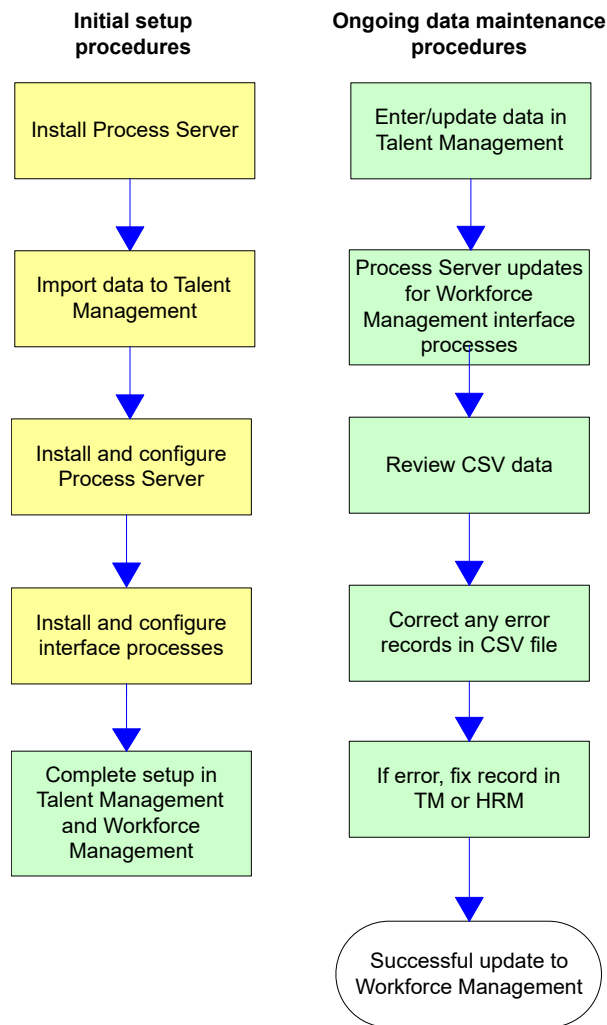 Initial setup
procedures
Install Process Server
Import data to Talent
Management
Install and configure
Process Server
Install and configure
interface processes
Complete setup in
Talent Management
and Workforce
Management
Ongoing data maintenance
procedures
Enter/update data in
Talent Management
Process Server updates
for Workforce
Management interface
processes
Review CSV data
Correct any error
records in CSV file
If error, fix record in
TM or HRM
Successful update to
Workforce Management